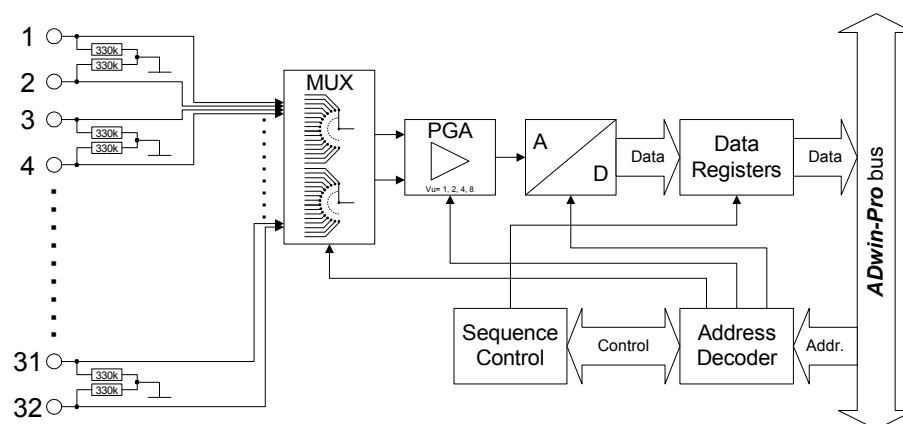 1
330k
330k
2
3
330k
330k
4
31
330k
330k
32
MUX
PGA
Vu= 1, 2, 4, 8
A
D
Data
Data
Registers
Data
ADwin-Pro bus
Sequence
Control
Control
Address
Decoder
Addr.